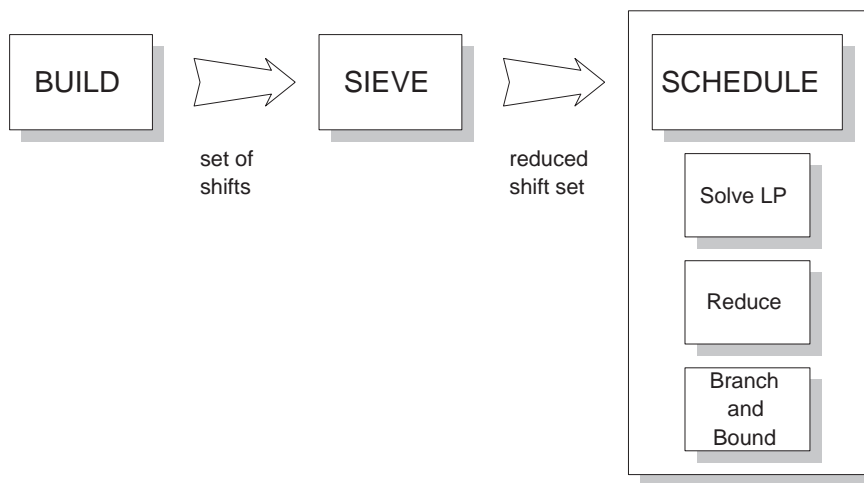 BUILD
SIEVE
SCHEDULE
set of
shifts
reduced
shift set
Solve LP
Reduce
Branch
and
Bound